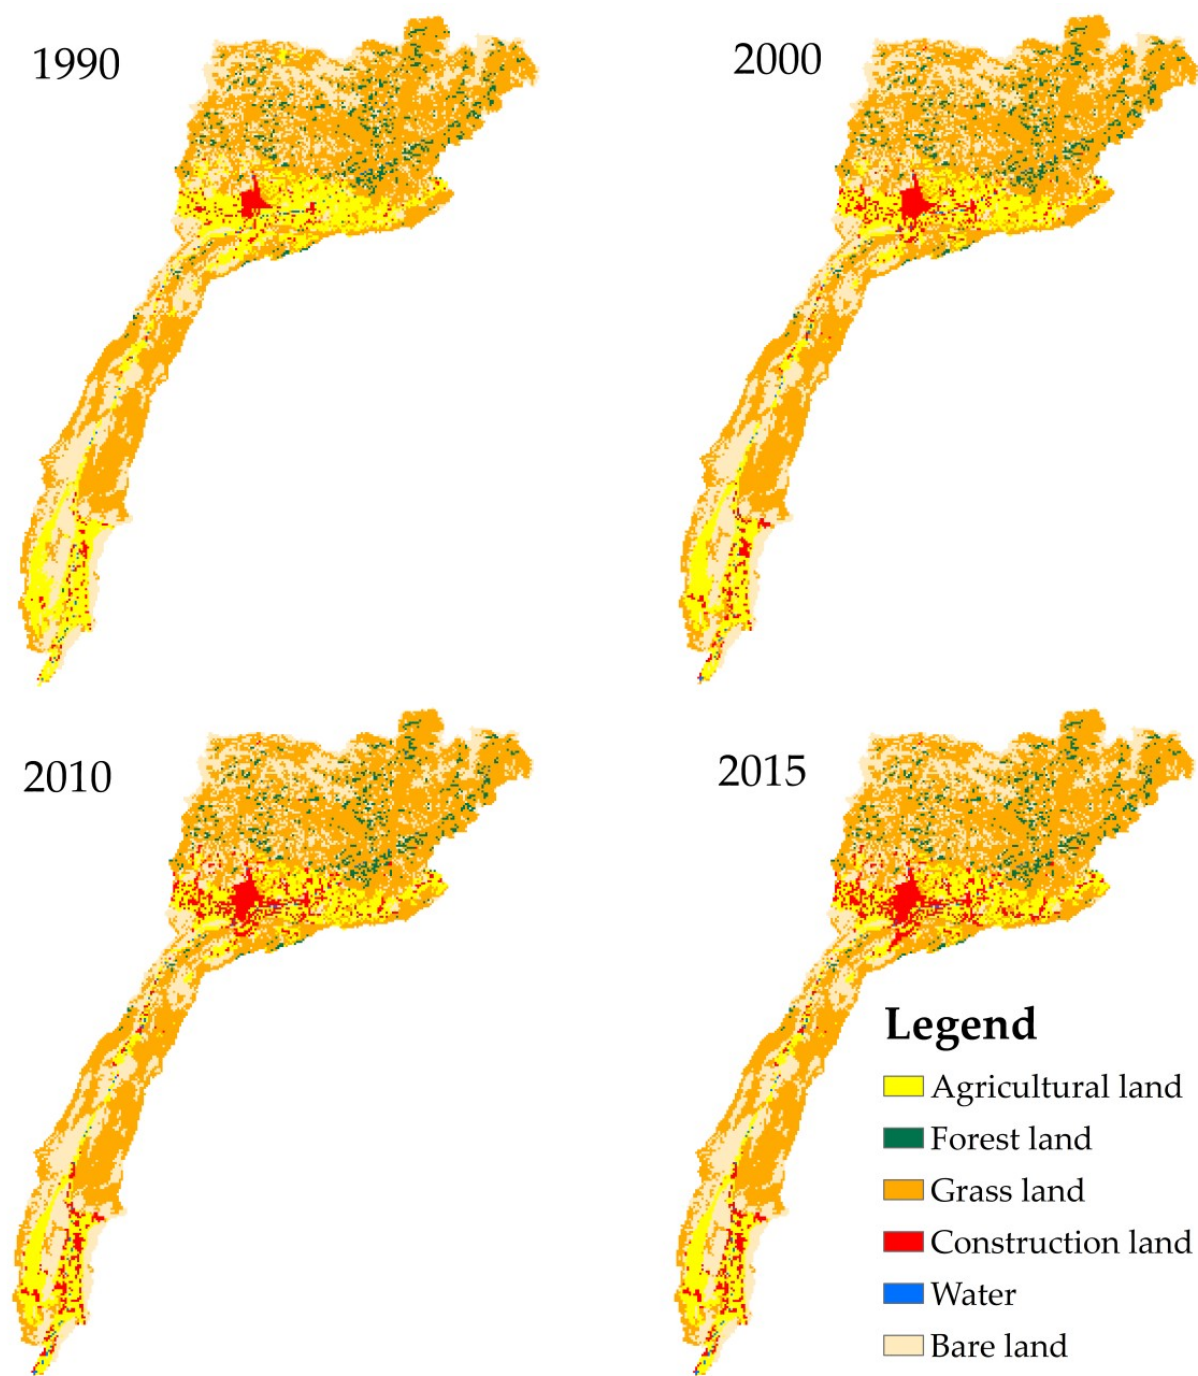 1990
2000
2010
2015
Legend
Agricultural land
Forest land
Grass land
Construction land
Water
Bare land